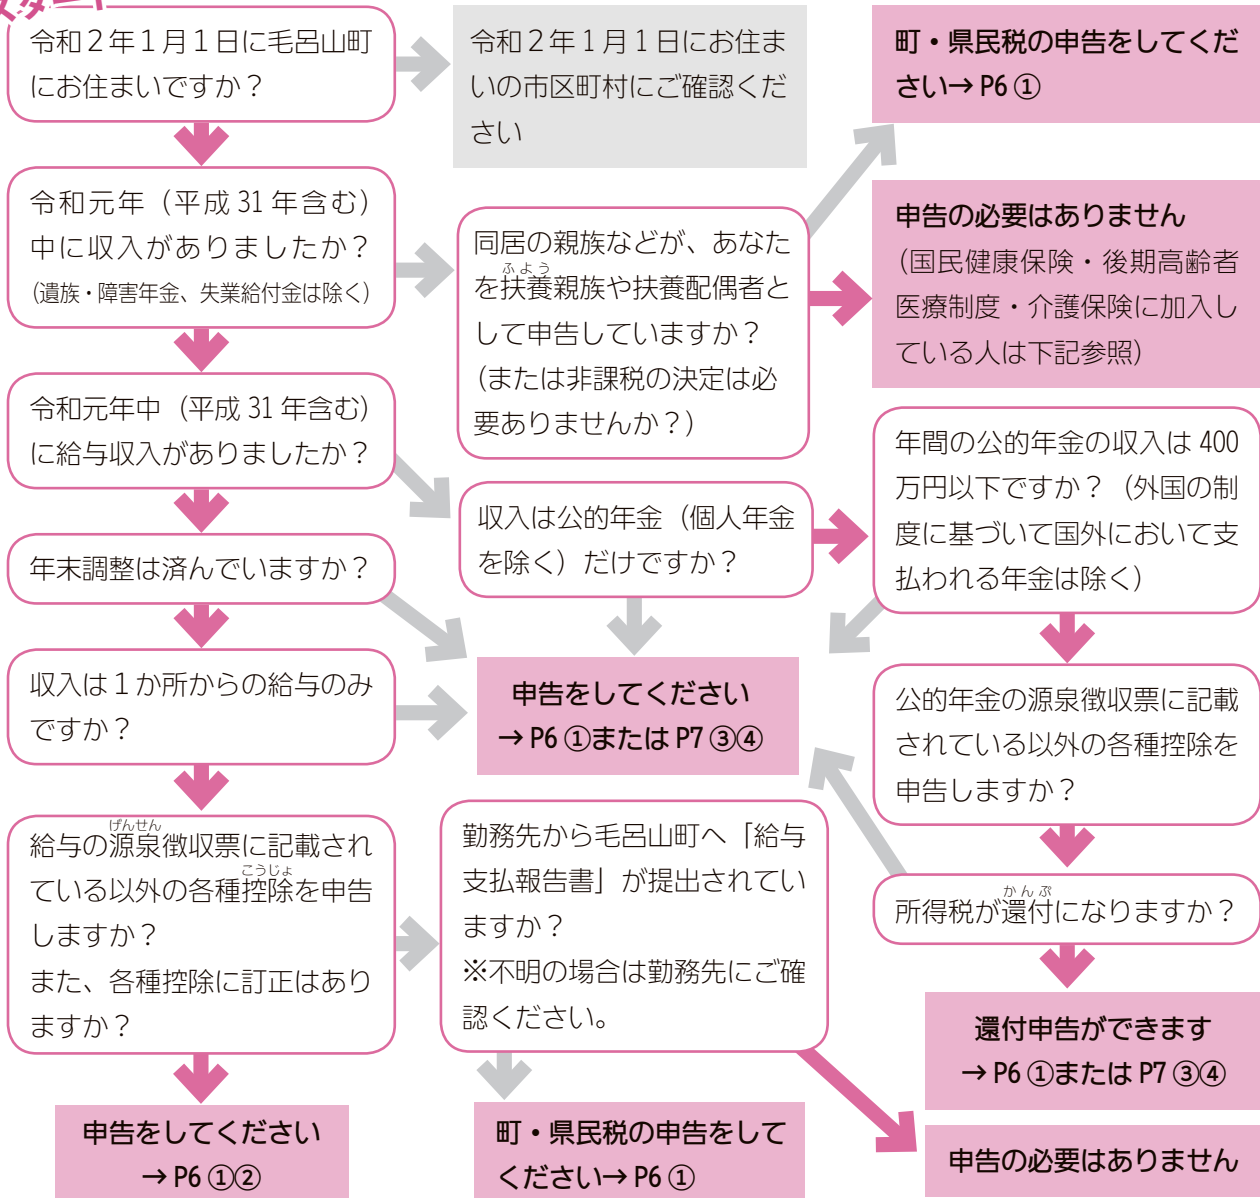 スタート
令和２年１月１日に毛呂山町
にお住まいですか？
令和２年１月１日にお住ま
いの市区町村にご確認くだ
さい
町・県民税の申告をしてくだ
さい→ P6 ①
令和元年（平成 31 年含む）
中に収入がありましたか？
（遺族・障害年金、失業給付金は除く）
同居の親族などが、あなた
ふよう
を扶養親族や扶養配偶者と
して申告していますか？
（または非課税の決定は必
要ありませんか？）
申告の必要はありません
（国民健康保険・後期高齢者
医療制度・介護保険に加入し
ている人は下記参照）
令和元年中（平成 31 年含む）
に給与収入がありましたか？
収入は公的年金（個人年金
を除く）だけですか？
年間の公的年金の収入は 400
万円以下ですか？（外国の制
度に基づいて国外において支
払われる年金は除く）
年末調整は済んでいますか？
収入は１か所からの給与のみ
ですか？
申告をしてください
→ P6 ①または P7 ③④
公的年金の源泉徴収票に記載
されている以外の各種控除を
申告しますか？
げんせん
給与の源泉徴収票に記載され
こうじょ
ている以外の各種控除を申告
しますか？
また、各種控除に訂正はあり
ますか？
勤務先から毛呂山町へ「給与
支払報告書」が提出されてい
ますか？
※不明の場合は勤務先にご確
認ください。
かんぷ
所得税が還付になりますか？
還付申告ができます
→ P6 ①または P7 ③④
申告をしてください
→ P6 ①②
町・県民税の申告をして
ください→ P6 ①
申告の必要はありません